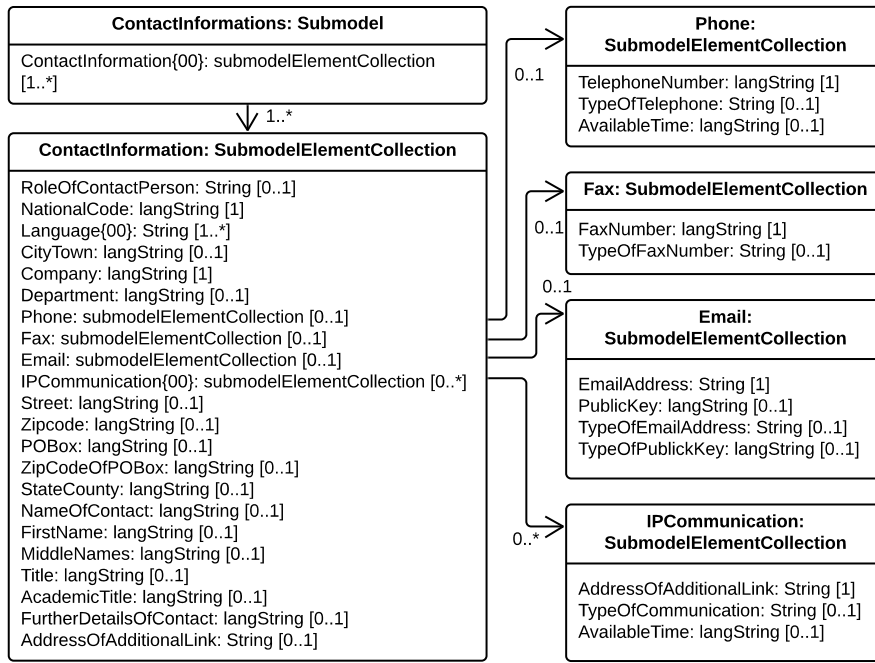 ContactInformations: Submodel
ContactInformation{00}: submodelElementCollection
[1..*]
1..*
ContactInformation: SubmodelElementCollection
RoleOfContactPerson: String [0..1]
NationalCode: langString [1]
Language{00}: String [1..*]
CityTown: langString [0..1]
Company: langString [1]
Department: langString [0..1]
Phone: submodelElementCollection [0..1]
Fax: submodelElementCollection [0..1]
Email: submodelElementCollection [0..1]
IPCommunication{00}: submodelElementCollection [0..*]
Street: langString [0..1]
Zipcode: langString [0..1]
POBox: langString [0..1]
ZipCodeOfPOBox: langString [0..1]
StateCounty: langString [0..1]
NameOfContact: langString [0..1]
FirstName: langString [0..1]
MiddleNames: langString [0..1]
Title: langString [0..1]
AcademicTitle: langString [0..1]
FurtherDetailsOfContact: langString [0..1]
AddressOfAdditionalLink: String [0..1]
0..1
Phone:
SubmodelElementCollection
TelephoneNumber: langString [1]
TypeOfTelephone: String [0..1]
AvailableTime: langString [0..1]
0..1
Fax: SubmodelElementCollection
FaxNumber: langString [1]
TypeOfFaxNumber: String [0..1]
0..1
Email:
SubmodelElementCollection
EmailAddress: String [1]
PublicKey: langString [0..1]
TypeOfEmailAddress: String [0..1]
TypeOfPublickKey: langString [0..1]
0..*
IPCommunication:
SubmodelElementCollection
AddressOfAdditionalLink: String [1]
TypeOfCommunication: String [0..1]
AvailableTime: langString [0..1]